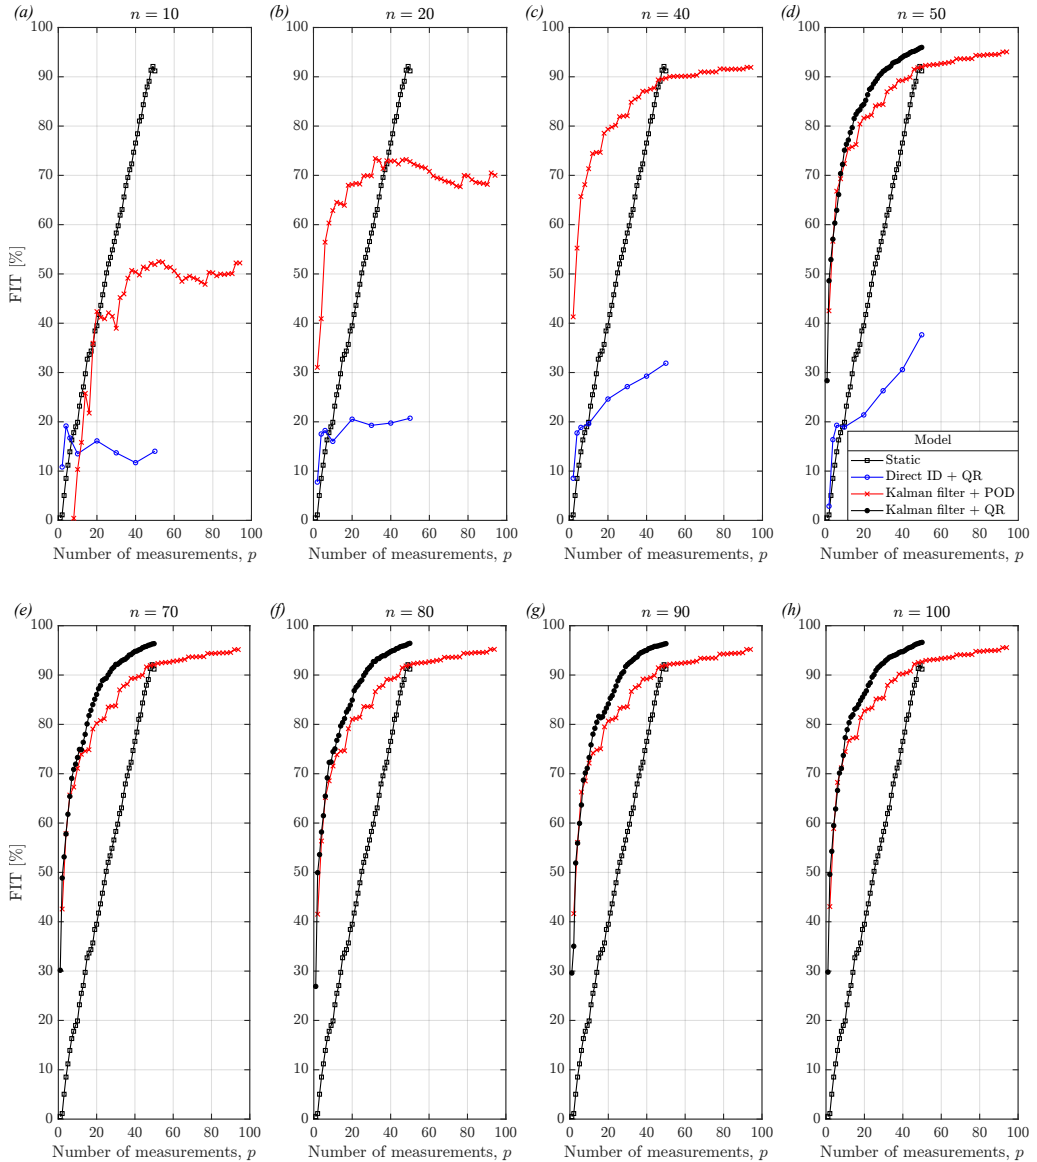 (a) n = 10
(b) n = 20
(c) n = 40
(d) n = 50
FIT [%]
100
90
80
70
60
50
40
30
20
10
0
0 20 40 60 80 100
Number of measurements, p
100
90
80
70
60
50
40
30
20
10
0
0 20 40 60 80 100
Number of measurements, p
100
90
80
70
60
50
40
30
20
10
0
0 20 40 60 80 100
Number of measurements, p
100
90
80
70
60
50
40
30
20
10
0
0 20 40 60 80 100
Number of measurements, p
Model
Static
Direct ID + QR
Kalman filter + POD
Kalman filter + QR
(e) n = 70
(f) n = 80
(g) n = 90
(h) n = 100
FIT [%]
100
90
80
70
60
50
40
30
20
10
0
0 20 40 60 80 100
Number of measurements, p
100
90
80
70
60
50
40
30
20
10
0
0 20 40 60 80 100
Number of measurements, p
100
90
80
70
60
50
40
30
20
10
0
0 20 40 60 80 100
Number of measurements, p
100
90
80
70
60
50
40
30
20
10
0
0 20 40 60 80 100
Number of measurements, p